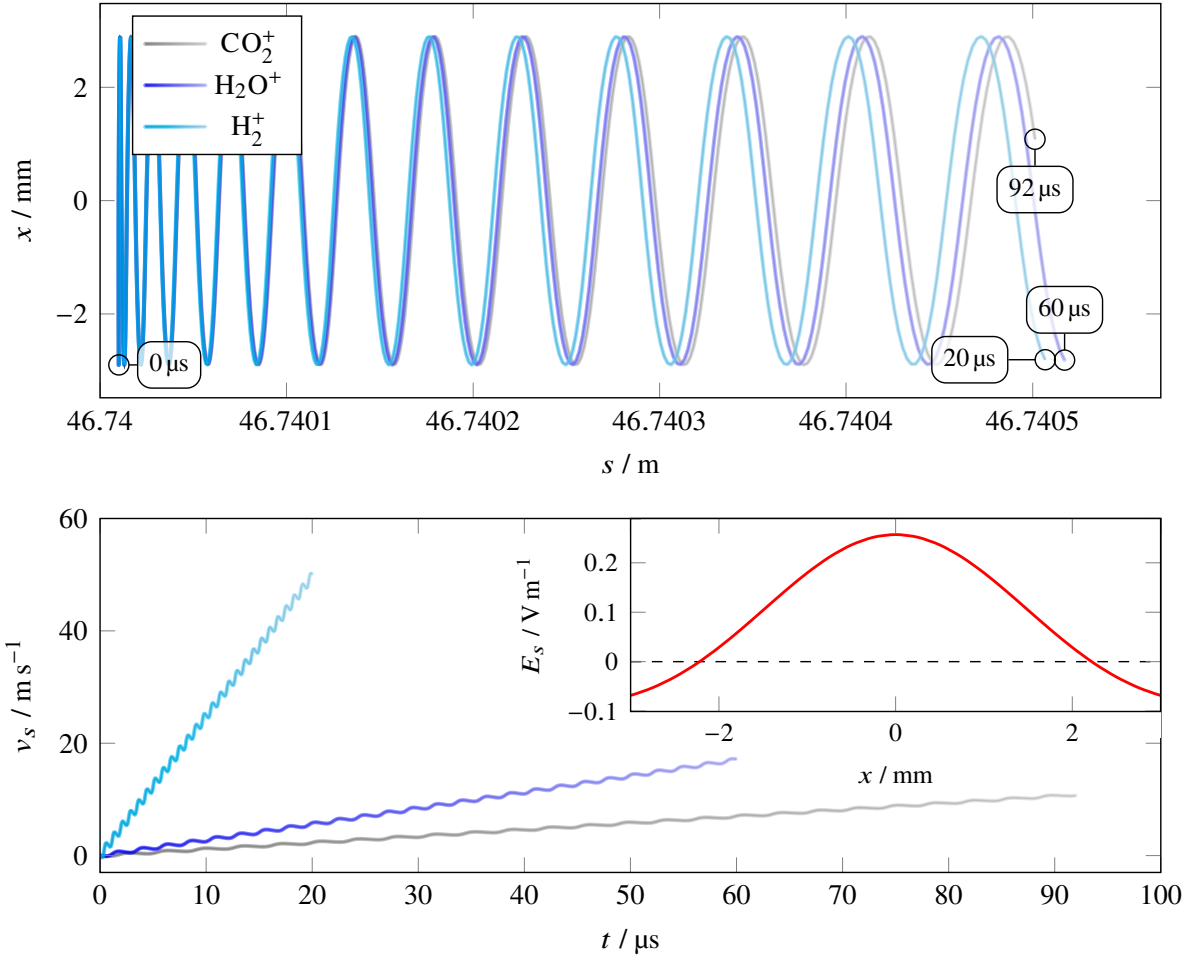 CO₂⁺
H₂O⁺
H₂⁺
x / mm
2
0
−2
0 µs
92 µs
60 µs
20 µs
46.74 46.7401 46.7402 46.7403 46.7404 46.7405
s / m
v_s / m s⁻¹
60
40
20
0
E_s / V m⁻¹
0.2
0.1
0
−0.1
−2 0 2
x / mm
0 10 20 30 40 50 60 70 80 90 100
t / µs